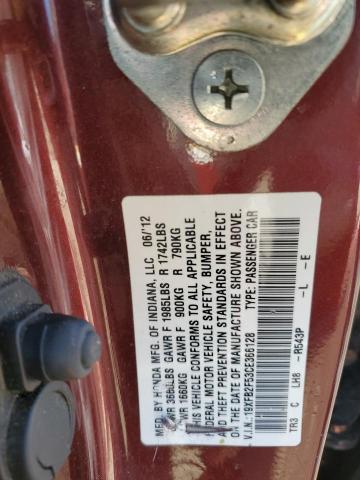 MFD BY HONDA MFG. OF INDIANA, LLC 06/12
GVWR 3660LBS GAWR F 1985LBS R 1742LBS
GVWR 1660KG GAWR F 900KG R 790KG
THIS VEHICLE CONFORMS TO ALL APPLICABLE
FEDERAL MOTOR VEHICLE SAFETY, BUMPER,
AND THEFT PREVENTION STANDARDS IN EFFECT
ON THE DATE OF MANUFACTURE SHOWN ABOVE.
V.I.N.: 19XFB2F53CE366128 TYPE: PASSENGER CAR
TR3 C LH8 -R543P -L -E